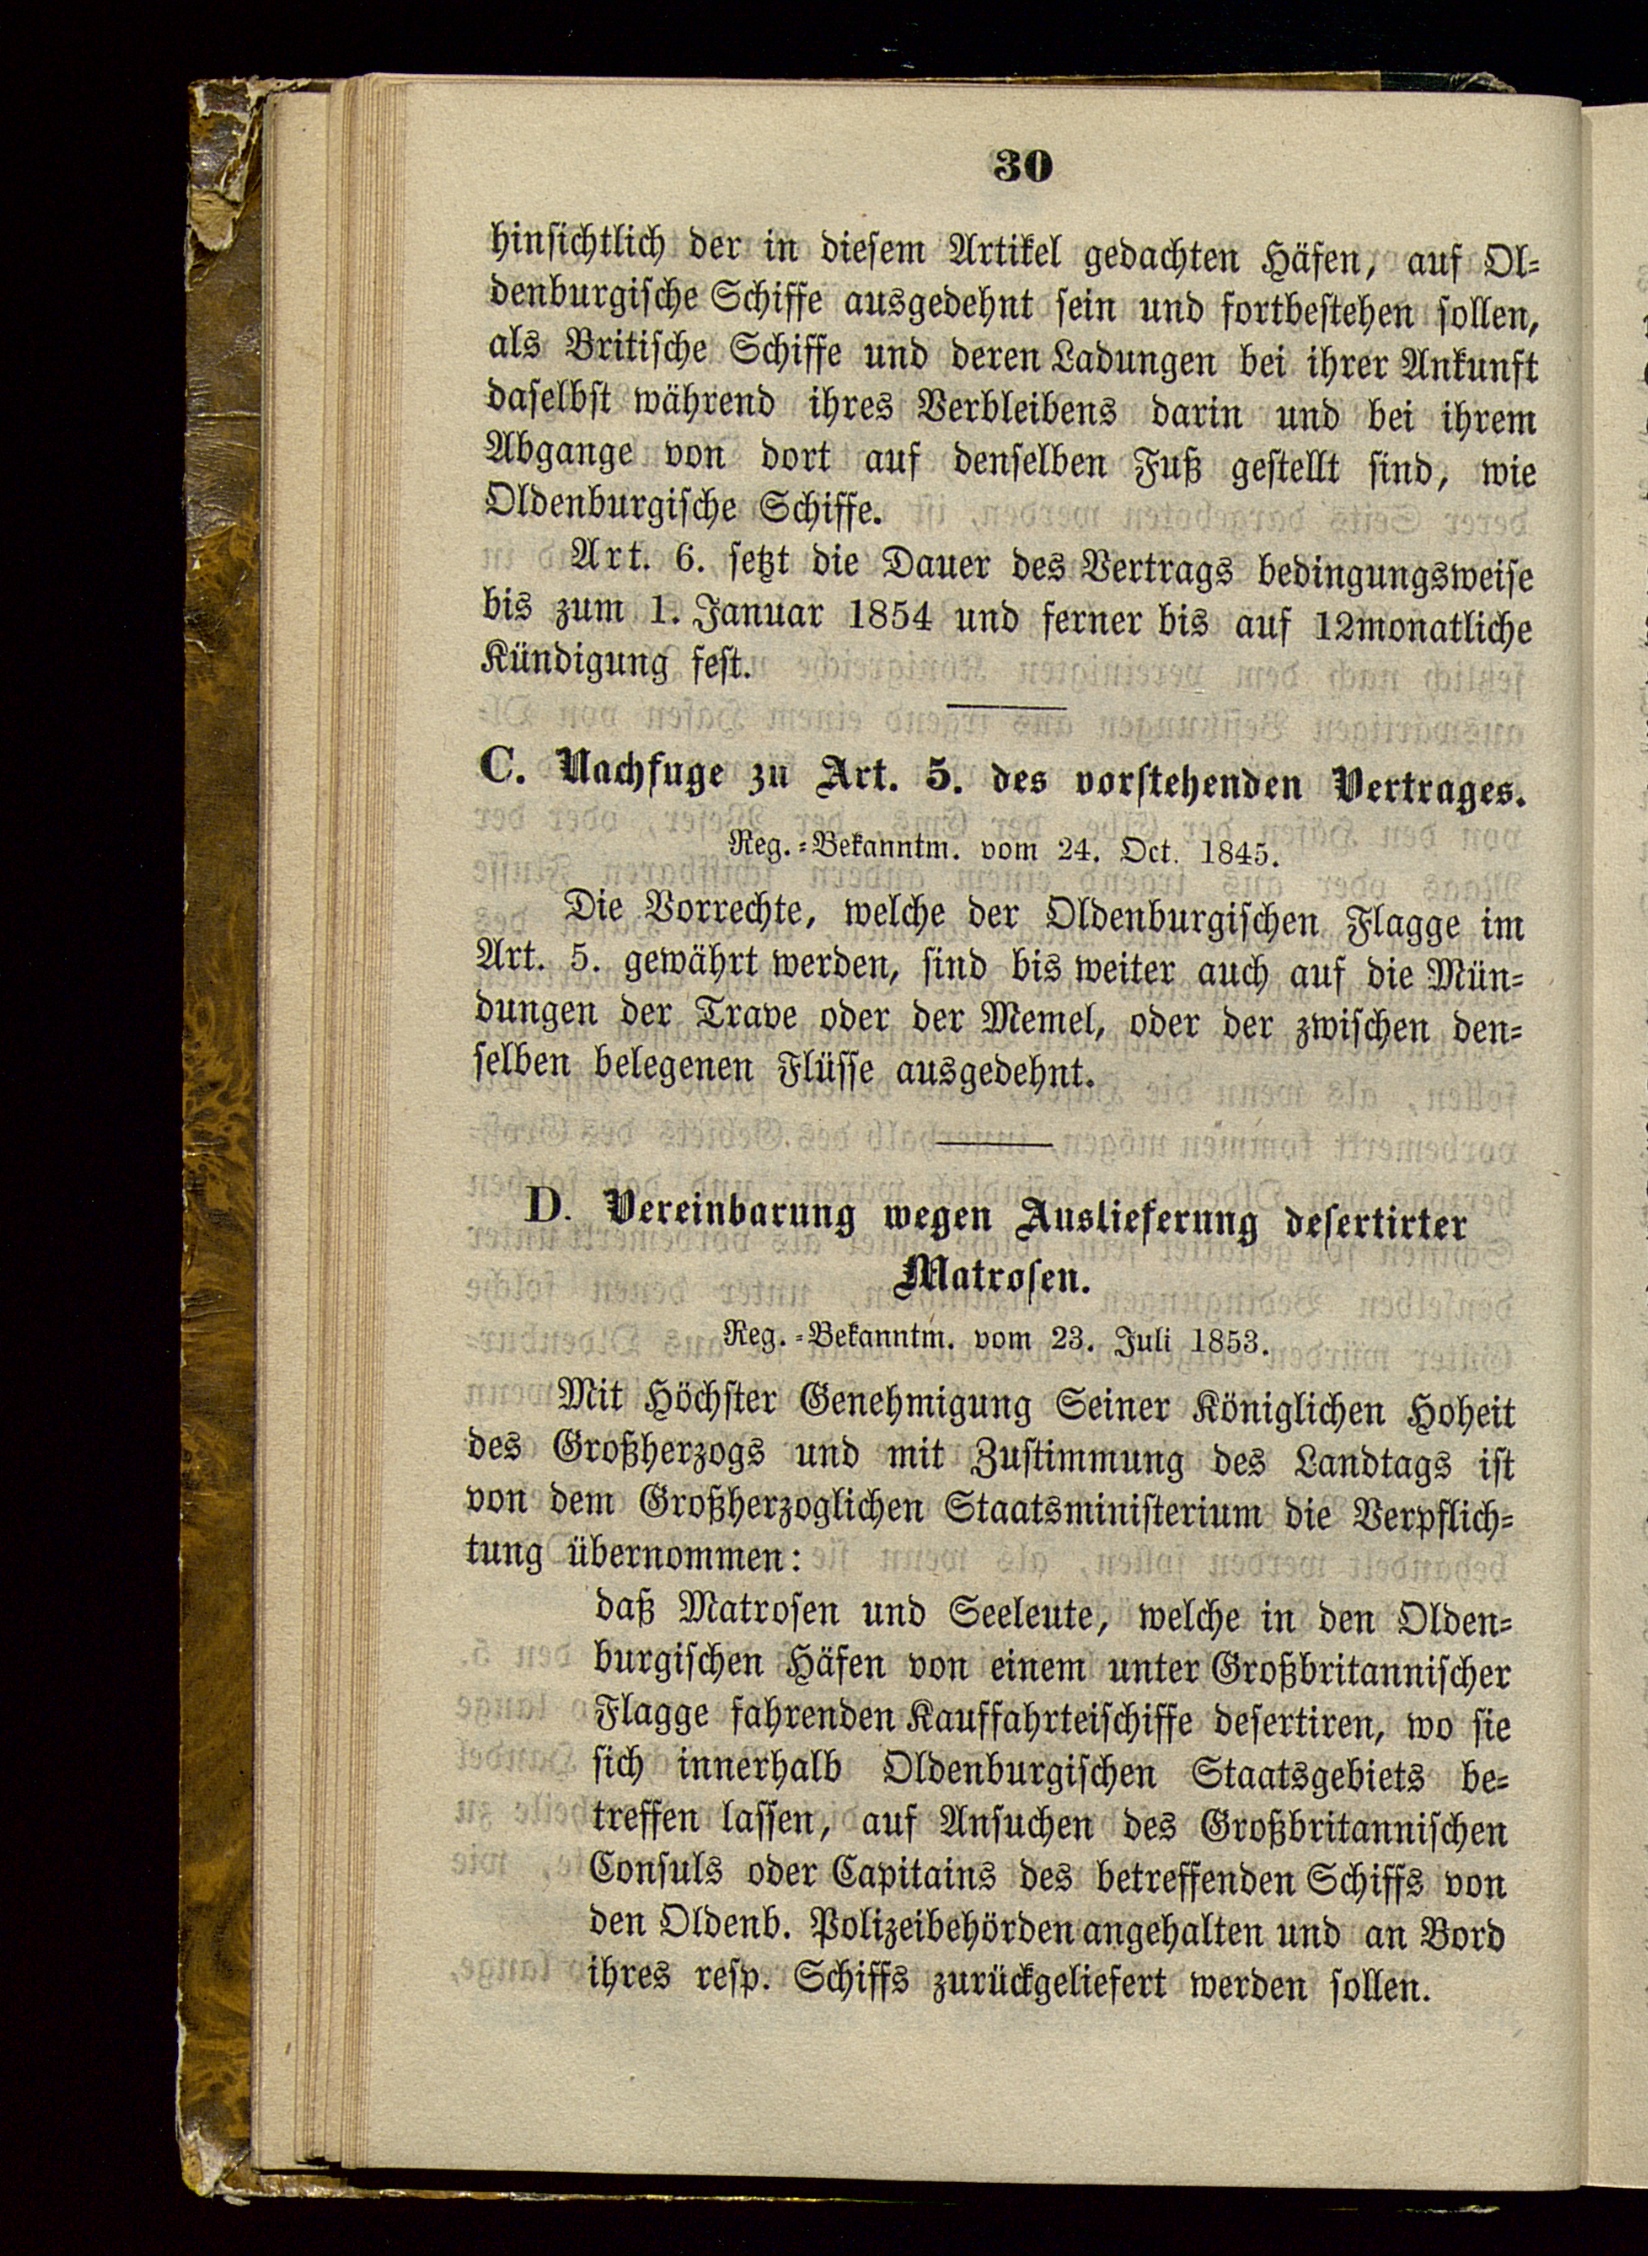 30
hinsichtlich der in diesem Artikel gedachten Häfen, auf Ol=
denburgische Schiffe ausgedehnt sein und fortbestehen sollen,
als Britische Schiffe und deren Ladungen bei ihrer Ankunft
daselbst während ihres Verbleibens darin und bei ihrem
Abgange von dort auf denselben Fuß gestellt sind, wie
Oldenburgische Schiffe.
Art. 6. setzt die Dauer des Vertrags bedingungsweise
bis zum 1. Januar 1854 und ferner bis auf 12monatliche
Kündigung fest.
C. Nachfuge zu Art. 5. des vorstehenden Vertrages.
Reg.=Bekanntm. vom 24. Oct. 1845.
Die Vorrechte, welche der Oldenburgischen Flagge im
Art. 5. gewährt werden, sind bis weiter auch auf die Mün=
dungen der Trave oder der Memel, oder der zwischen den=
selben belegenen Flüsse ausgedehnt.
D. Vereinbarung wegen Auslieferung desertirter
Matrosen.
Reg.=Bekanntm. vom 23. Juli 1853.
Mit Höchster Genehmigung Seiner Königlichen Hoheit
des Großherzogs und mit Zustimmung des Landtags ist
von dem Großherzoglichen Staatsministerium die Verpflich=
tung übernommen:
daß Matrosen und Seeleute, welche in den Olden=
burgischen Häfen von einem unter Großbritannischer
Flagge fahrenden Kauffahrteischiffe desertiren, wo sie
sich innerhalb Oldenburgischen Staatsgebiets be=
treffen lassen, auf Ansuchen des Großbritannischen
Consuls oder Capitains des betreffenden Schiffs von
den Oldenb. Polizeibehörden angehalten und an Bord
ihres resp. Schiffs zurückgeliefert werden sollen.